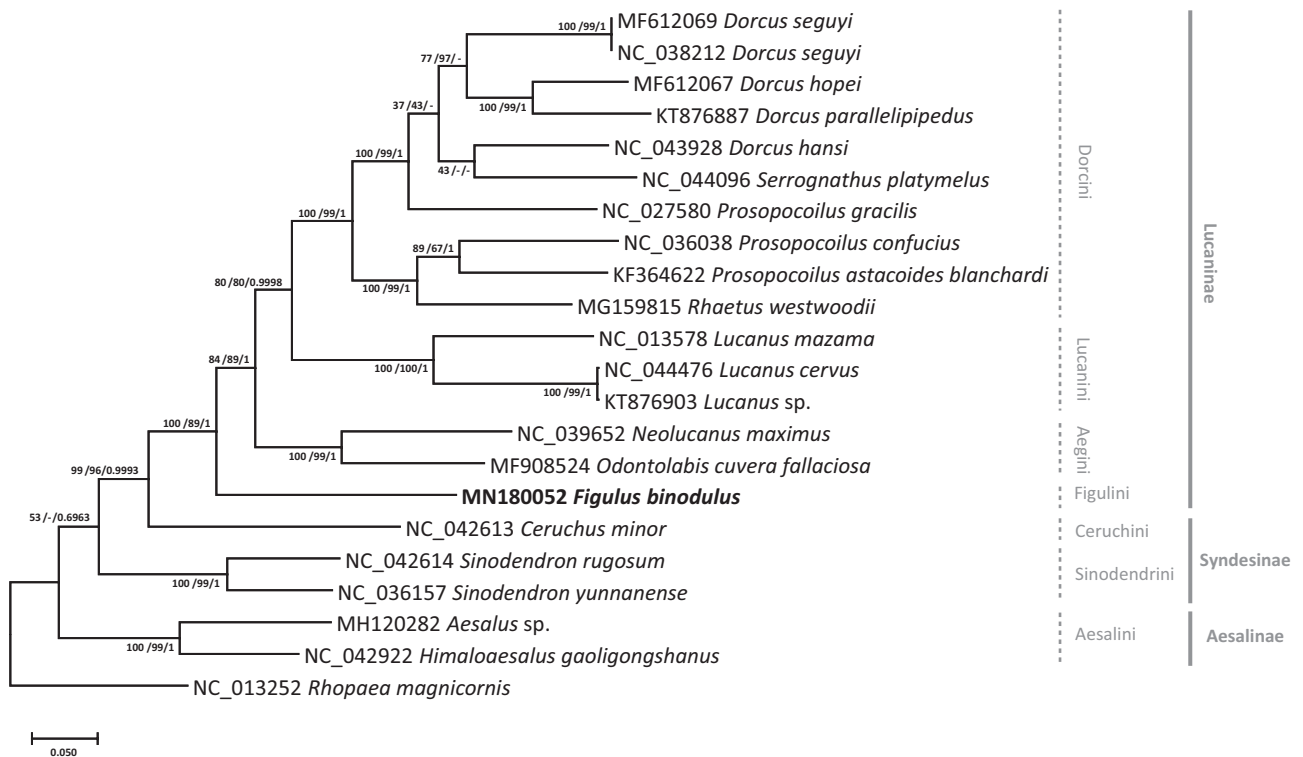 MF612069 Dorcus seguyi
100 /99/1
NC_038212 Dorcus seguyi
77 /97/ -
MF612067 Dorcus hopei
100 /99/1
KT876887 Dorcus parallelipipedus
37 /43/ -
NC_043928 Dorcus hansi
43 /-/-
NC_044096 Serrognathus platymelus
100 /99/1
NC_027580 Prosopocoilus gracilis
100 /99/1
NC_036038 Prosopocoilus confucius
89 /67/1
KF364622 Prosopocoilus astacoides blanchardi
100 /99/1
MG159815 Rhaetus westwoodii
80 /80/0.9998
NC_013578 Lucanus mazama
100 /100/1
NC_044476 Lucanus cervus
100 /99/1
KT876903 Lucanus sp.
84 /89/1
NC_039652 Neolucanus maximus
100 /99/1
MF908524 Odontolabis cuvera fallaciosa
100 /89/1
MN180052 Figulus binodulus
99 /96/0.9993
NC_042613 Ceruchus minor
53 /-/0.6963
NC_042614 Sinodendron rugosum
100 /99/1
NC_036157 Sinodendron yunnanense
MH120282 Aesalus sp.
100 /99/1
NC_042922 Himaloaesalus gaoligongshanus
NC_013252 Rhopaea magnicornis
0.050
Dorcini
Lucanini
Aegini
Figulini
Ceruchini
Sinodendrini
Aesalini
Lucaninae
Syndesinae
Aesalinae